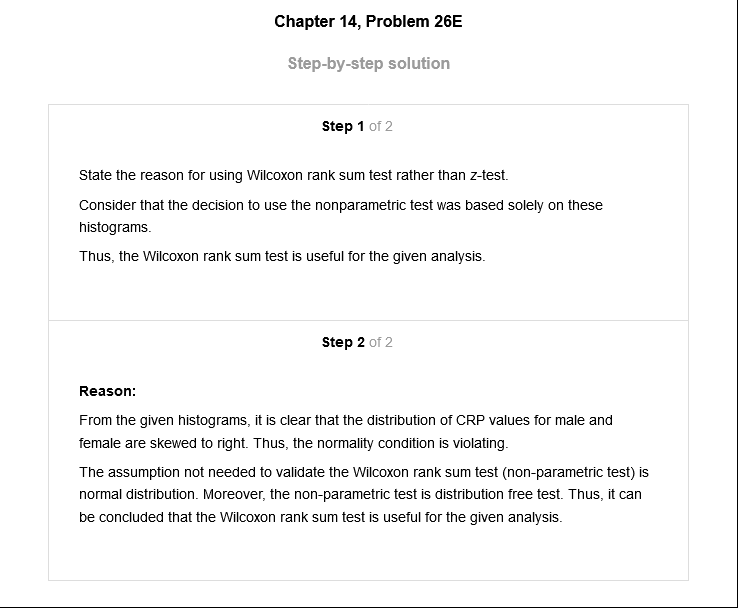 Chapter 14, Problem 26E
Step-by-step solution
Step 1 of 2
State the reason for using Wilcoxon rank sum test rather than z-test.
Consider that the decision to use the nonparametric test was based solely on these
histograms.
Thus, the Wilcoxon rank sum test is useful for the given analysis.
Step 2 of 2
Reason:
From the given histograms, it is clear that the distribution of CRP values for male and
female are skewed to right. Thus, the normality condition is violating.
The assumption not needed to validate the Wilcoxon rank sum test (non-parametric test) is
normal distribution. Moreover, the non-parametric test is distribution free test. Thus, it can
be concluded that the Wilcoxon rank sum test is useful for the given analysis.